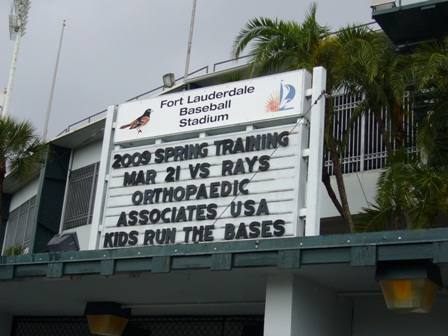 Fort Lauderdale
Baseball
Stadium
2009 SPRING TRAINING
MAR 21 VS RAYS
ORTHOPAEDIC
ASSOCIATES USA
KIDS RUN THE BASES